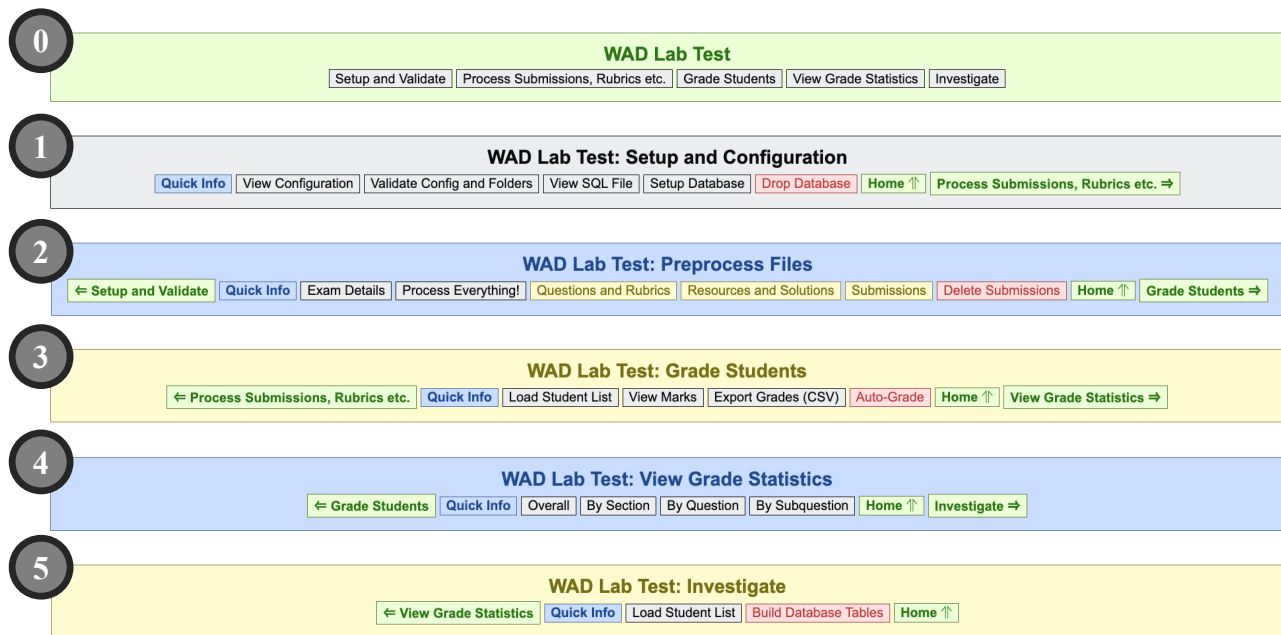 0
WAD Lab Test
Setup and Validate Process Submissions, Rubrics etc. Grade Students View Grade Statistics Investigate
1
WAD Lab Test: Setup and Configuration
Quick Info View Configuration Validate Config and Folders View SQL File Setup Database Drop Database Home ⇑ Process Submissions, Rubrics etc. ⇒
2
WAD Lab Test: Preprocess Files
⇐ Setup and Validate Quick Info Exam Details Process Everything! Questions and Rubrics Resources and Solutions Submissions Delete Submissions Home ⇑ Grade Students ⇒
3
WAD Lab Test: Grade Students
⇐ Process Submissions, Rubrics etc. Quick Info Load Student List View Marks Export Grades (CSV) Auto-Grade Home ⇑ View Grade Statistics ⇒
4
WAD Lab Test: View Grade Statistics
⇐ Grade Students Quick Info Overall By Section By Question By Subquestion Home ⇑ Investigate ⇒
5
WAD Lab Test: Investigate
⇐ View Grade Statistics Quick Info Load Student List Build Database Tables Home ⇑